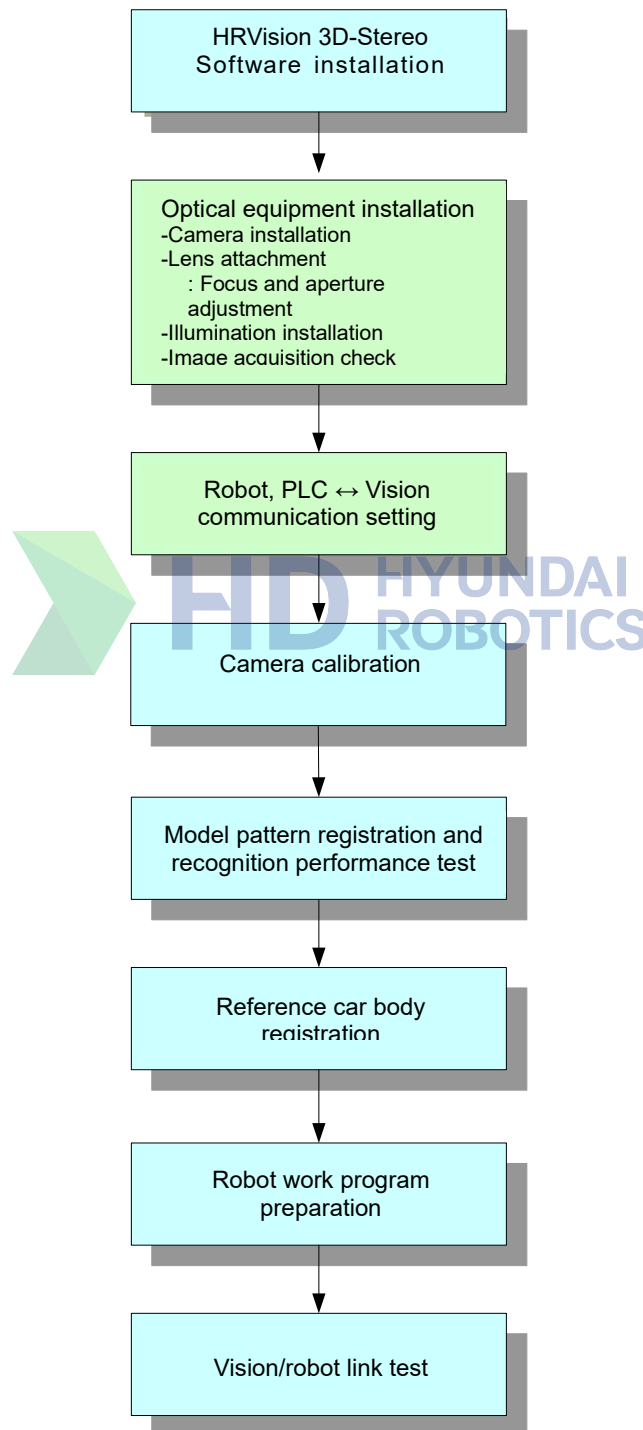 HRVision 3D-Stereo
Software installation
Optical equipment installation
-Camera installation
-Lens attachment
: Focus and aperture
adjustment
-Illumination installation
-Image acquisition check
Robot, PLC ↔ Vision
communication setting
HD HYUNDAI
ROBOTICS
Camera calibration
Model pattern registration and
recognition performance test
Reference car body
registration
Robot work program
preparation
Vision/robot link test